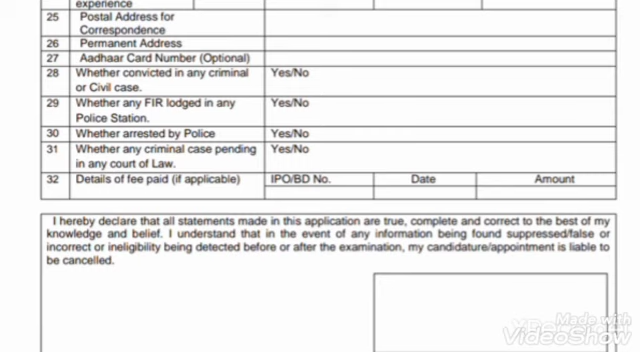 experience
25 Postal Address for
Correspondence
26 Permanent Address
27 Aadhaar Card Number (Optional)
28 Whether convicted in any criminal Yes/No
or Civil case.
29 Whether any FIR lodged in any Yes/No
Police Station.
30 Whether arrested by Police Yes/No
31 Whether any criminal case pending Yes/No
in any court of Law.
32 Details of fee paid (if applicable) IPO/BD No. Date Amount
I hereby declare that all statements made in this application are true, complete and correct to the best of my
knowledge and belief. I understand that in the event of any information being found suppressed/false or
incorrect or ineligibility being detected before or after the examination, my candidature/appointment is liable to
be cancelled.
Made with
VideoShow